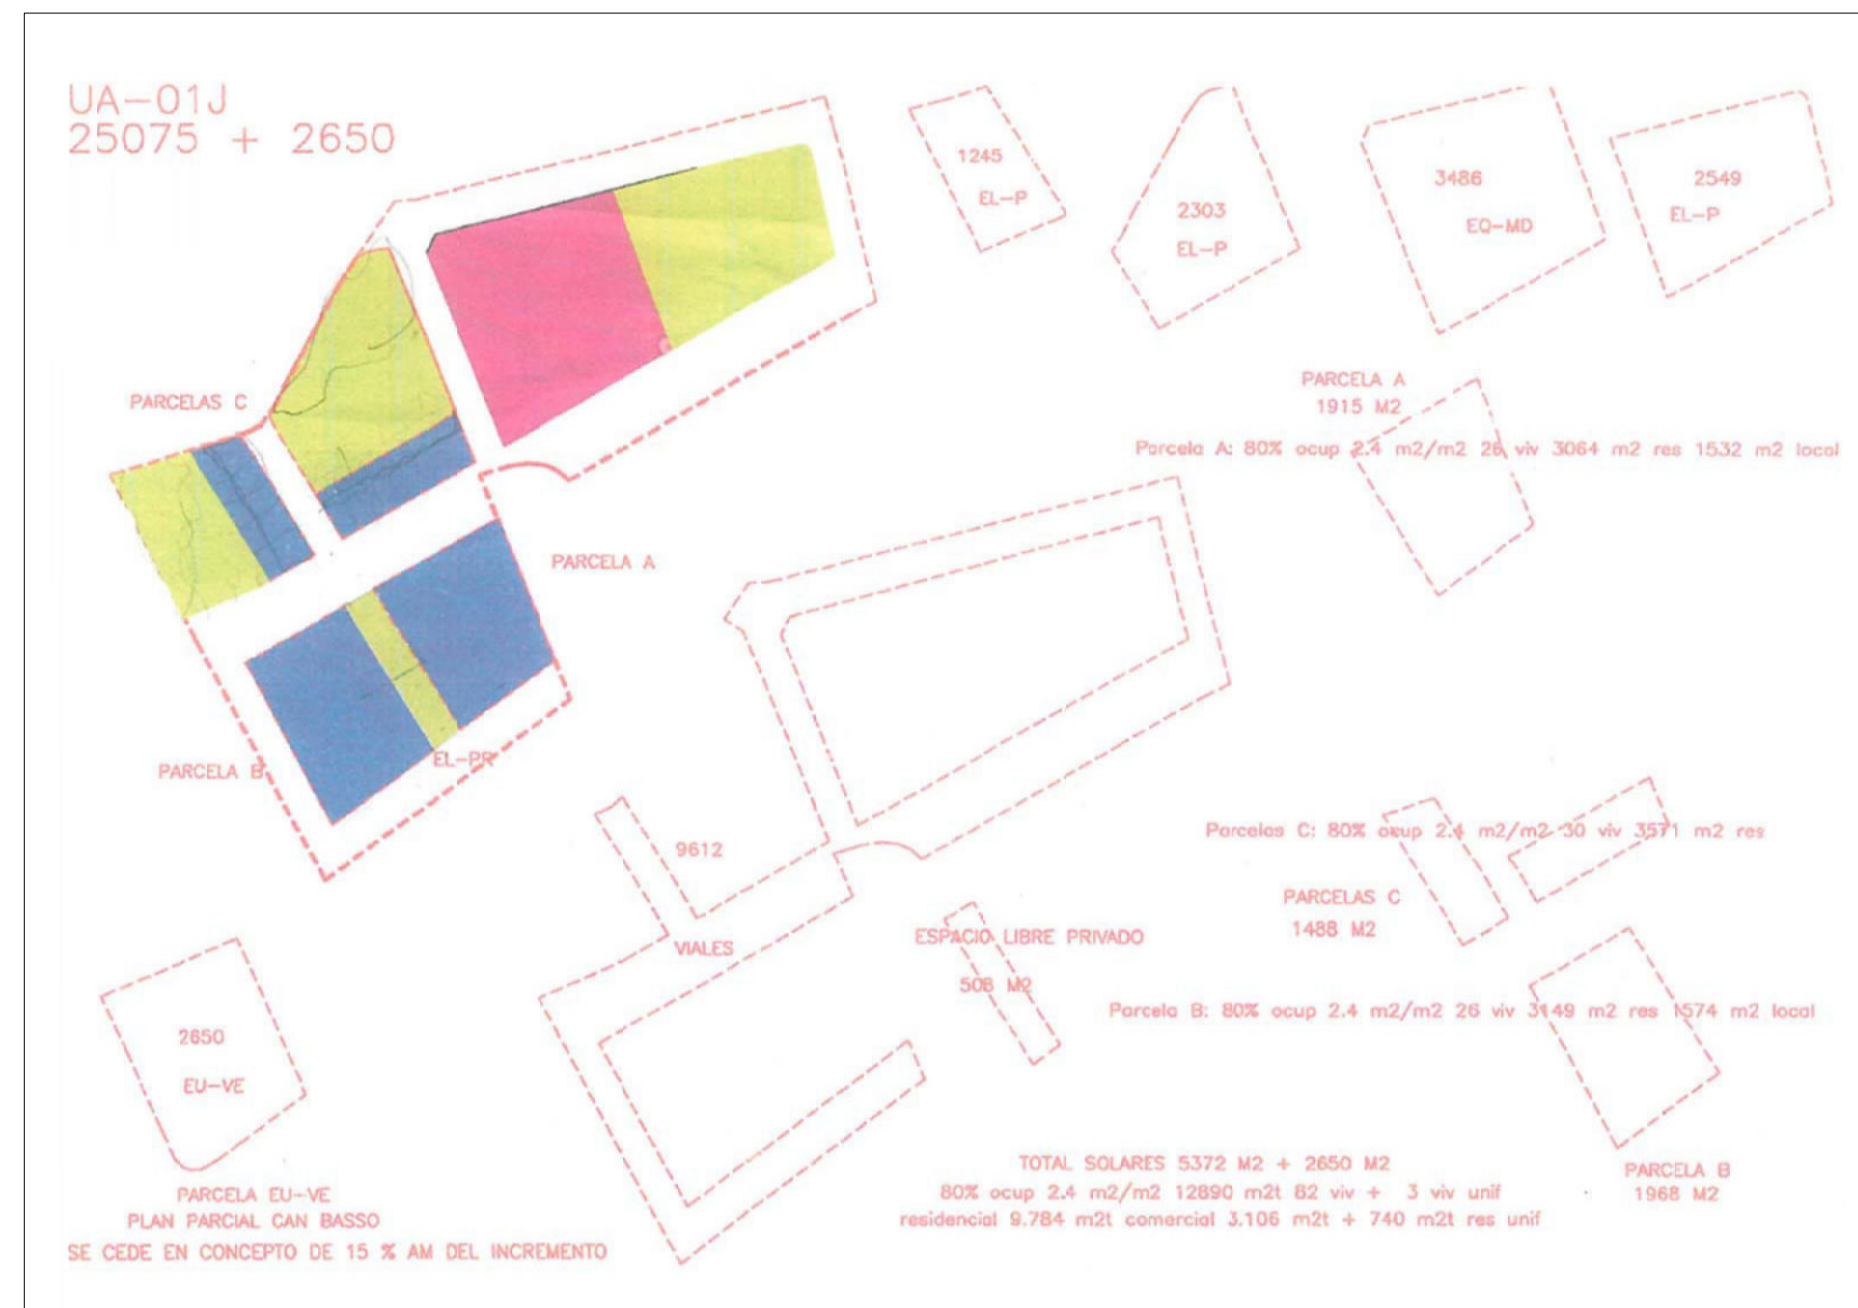 UA-01J
25075 + 2650
1245
EL-P
2303
EL-P
3486
EQ-MD
2549
EL-P
PARCELAS C
PARCELA A
1915 M2
Parcela A: 80% ocup 2.4 m2/m2 26 viv 3064 m2 res 1532 m2 local
PARCELA A
PARCELA B
EL-PR
9612
VIALES
Parcelas C: 80% ocup 2.4 m2/m2 30 viv 3571 m2 res
PARCELAS C
1488 M2
ESPACIO LIBRE PRIVADO
508 M2
Parcela B: 80% ocup 2.4 m2/m2 26 viv 3149 m2 res 1574 m2 local
2650
EU-VE
PARCELA EU-VE
PLAN PARCIAL CAN BASSO
SE CEDE EN CONCEPTO DE 15 % AM DEL INCREMENTO
TOTAL SOLARES 5372 M2 + 2650 M2
80% ocup 2.4 m2/m2 12890 m2t 82 viv + 3 viv unif
residencial 9.784 m2t comercial 3.106 m2t + 740 m2t res unif
PARCELA B
1968 M2